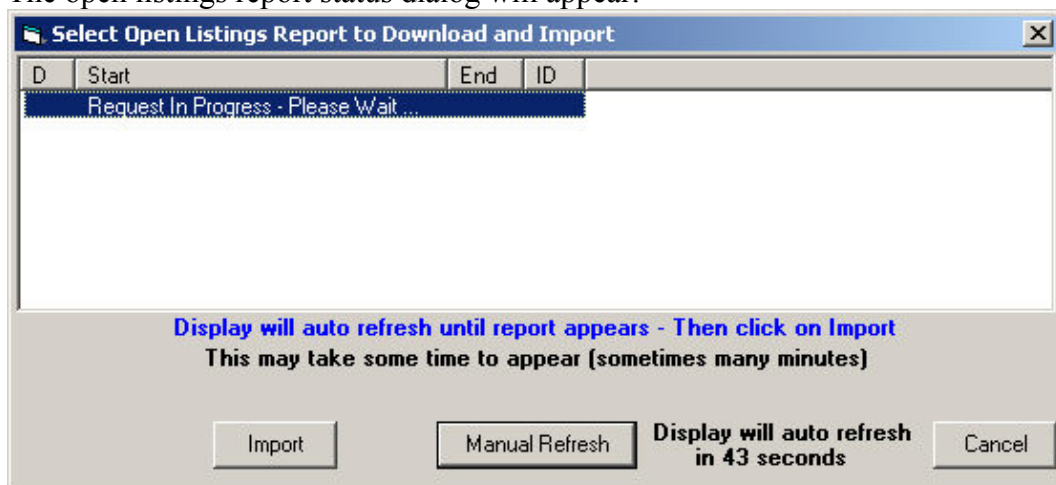 The open listings report status dialog will appear.
Select Open Listings Report to Download and Import
D Start End ID
Request In Progress - Please Wait ...
Display will auto refresh until report appears - Then click on Import
This may take some time to appear (sometimes many minutes)
Import Manual Refresh Display will auto refresh Cancel
in 43 seconds